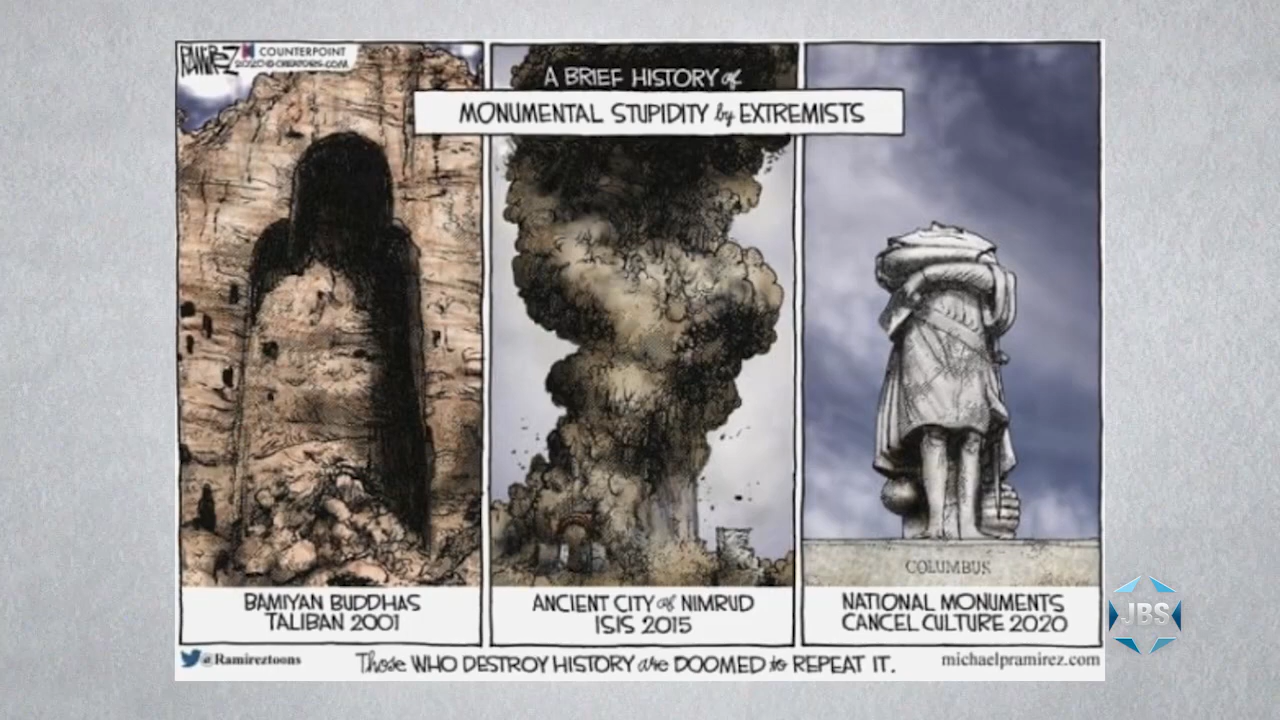 RAMIREZ
COUNTERPOINT
2020 © CREATORS.COM
A BRIEF HISTORY of
MONUMENTAL STUPIDITY by EXTREMISTS
BAMIYAN BUDDHAS
TALIBAN 2001
ANCIENT CITY of NIMRUD
ISIS 2015
COLUMBUS
NATIONAL MONUMENTS
CANCEL CULTURE 2020
@Ramireztoons
Those WHO DESTROY HISTORY are DOOMED to REPEAT IT.
michaelpramirez.com
JBS